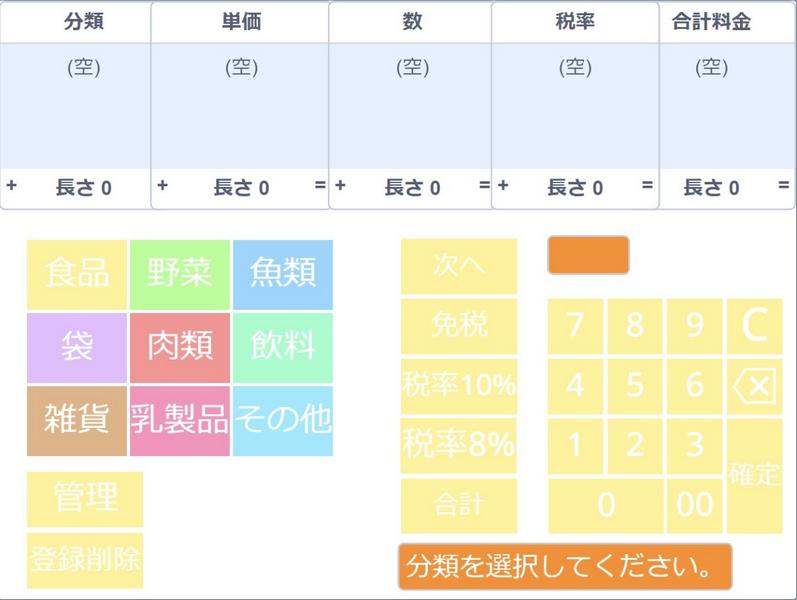 分類 単価 数 税率 合計料金
(空) (空) (空) (空) (空)
+ 長さ 0 + 長さ 0 = + 長さ 0 = + 長さ 0 = 長さ 0 =
食品 野菜 魚類
袋 肉類 飲料
雑貨 乳製品 その他
管理
登録削除
次へ
免税
税率10%
税率8%
合計
7 8 9 C
4 5 6
1 2 3
確定
0 00
分類を選択してください。